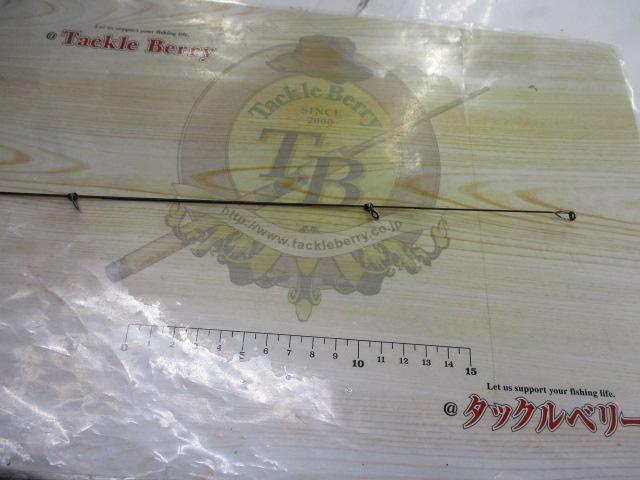 Let us support your fishing life.
@ Tackle Berry
Tackle Berry
SINCE
2000
TB
http://www.tackleberry.co.jp
0 1 2 3 4 5 6 7 8 9 10 11 12 13 14 15
Let us support your fishing life.
@ タックルベリー